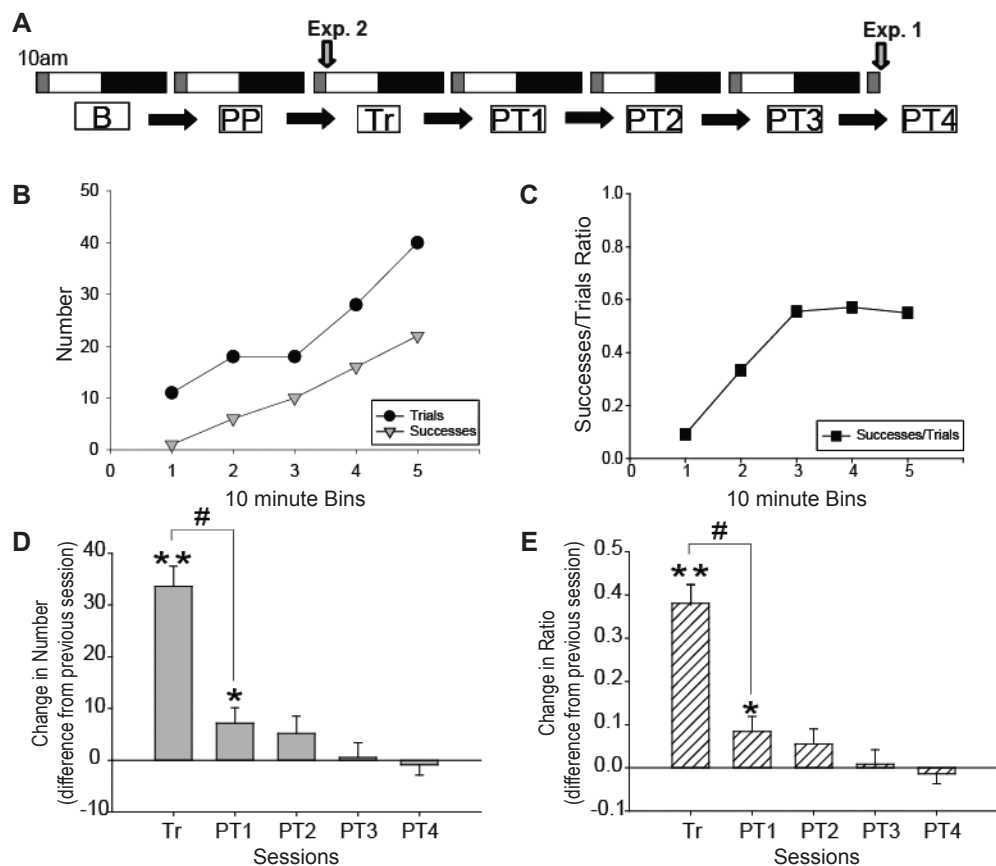 A
Exp. 2
Exp. 1
10am
B PP Tr PT1 PT2 PT3 PT4
B
Number
50
40
30
20
10
0
0 1 2 3 4 5
10 minute Bins
Trials
Successes
C
Successes/Trials Ratio
1.0
0.8
0.6
0.4
0.2
0.0
0 1 2 3 4 5
10 minute Bins
Successes/Trials
D
Change in Number
(difference from previous session)
40
30
20
10
0
-10
**
#
*
Tr PT1 PT2 PT3 PT4
Sessions
E
Change in Ratio
(difference from previous session)
0.5
0.4
0.3
0.2
0.1
0.0
-0.1
**
#
*
Tr PT1 PT2 PT3 PT4
Sessions